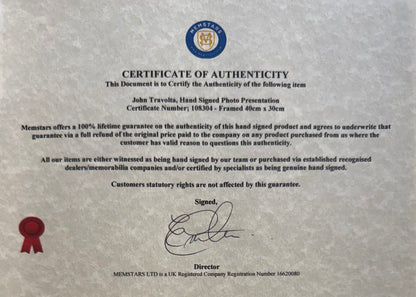 MEMSTARS
CERTIFICATE OF AUTHENTICITY
This Document is to Certify the Authenticity of the following item
John Travolta, Hand Signed Photo Presentation
Certificate Number; 108304 - Framed 40cm x 30cm
Memstars offers a 100% lifetime guarantee on the authenticity of this hand signed product and agrees to underwrite that
guarantee via a full refund of the original price paid to the company on any product purchased from us where the
customer has valid reason to questions this authenticity.
All our items are either witnessed as being hand signed by our team or purchased via established recogaised
dealers/memorabilia companies and/or certified by specialists as being genuine hand signed.
Customers statutory rights are not affected by this guarantee.
Signed,
Director
MEMSTARS LTD is a UK Registered Company Registration Number 16620080